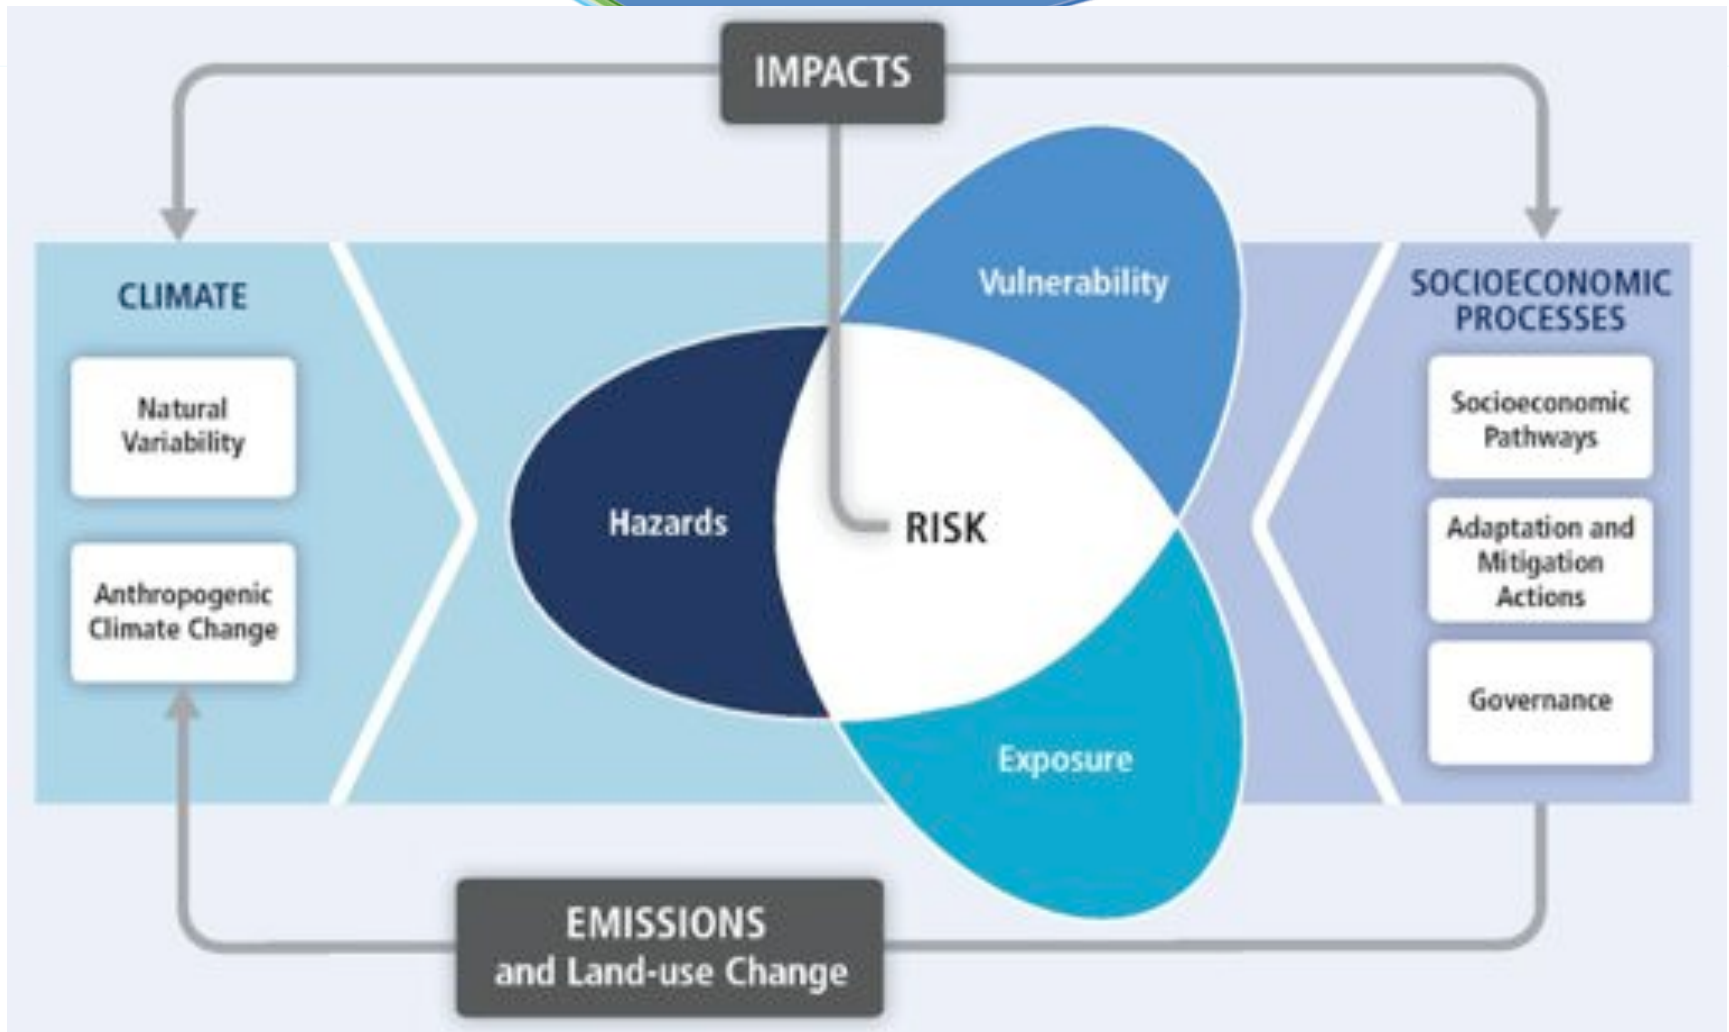 IMPACTS
CLIMATE
Natural
Variability
Anthropogenic
Climate Change
Vulnerability
Hazards
RISK
Exposure
SOCIOECONOMIC
PROCESSES
Socioeconomic
Pathways
Adaptation and
Mitigation
Actions
Governance
EMISSIONS
and Land-use Change